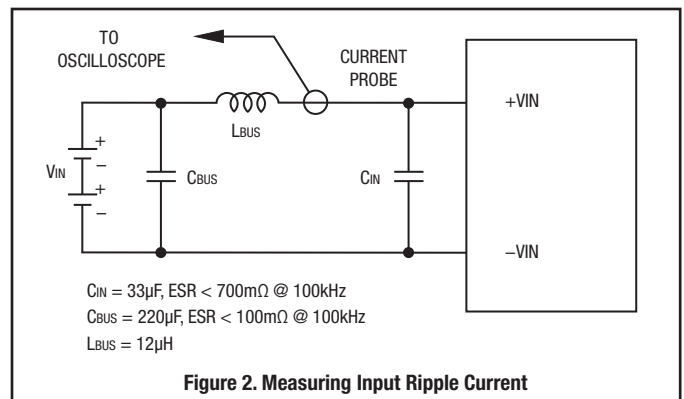 TO
OSCILLOSCOPE
CURRENT
PROBE
+VIN
LBUS
+
VIN
–
+
–
CBUS
CIN
–VIN
CIN = 33µF, ESR < 700mΩ @ 100kHz
CBUS = 220µF, ESR < 100mΩ @ 100kHz
LBUS = 12µH
Figure 2. Measuring Input Ripple Current